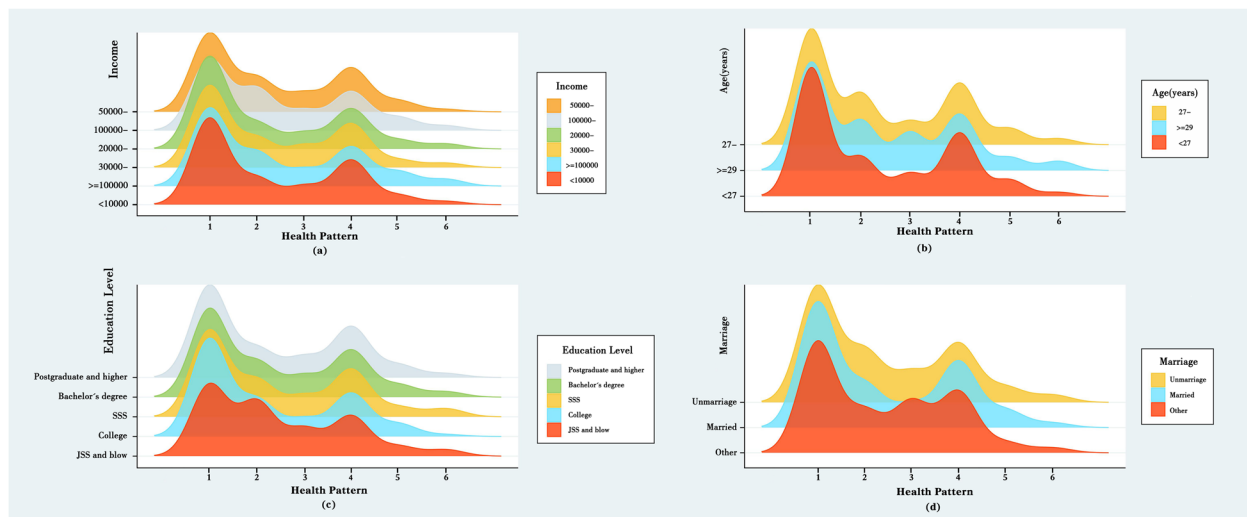 Income
50000–
100000–
20000–
30000–
>=100000
<10000
1 2 3 4 5 6
Health Pattern
(a)
Income
50000–
100000–
20000–
30000–
>=100000
<10000
Age(years)
27–
>=29
<27
1 2 3 4 5 6
Health Pattern
(b)
Age(years)
27–
>=29
<27
Education Level
Postgraduate and higher
Bachelor's degree
SSS
College
JSS and blow
1 2 3 4 5 6
Health Pattern
(c)
Education Level
Postgraduate and higher
Bachelor's degree
SSS
College
JSS and blow
Marriage
Unmarriage
Married
Other
1 2 3 4 5 6
Health Pattern
(d)
Marriage
Unmarriage
Married
Other